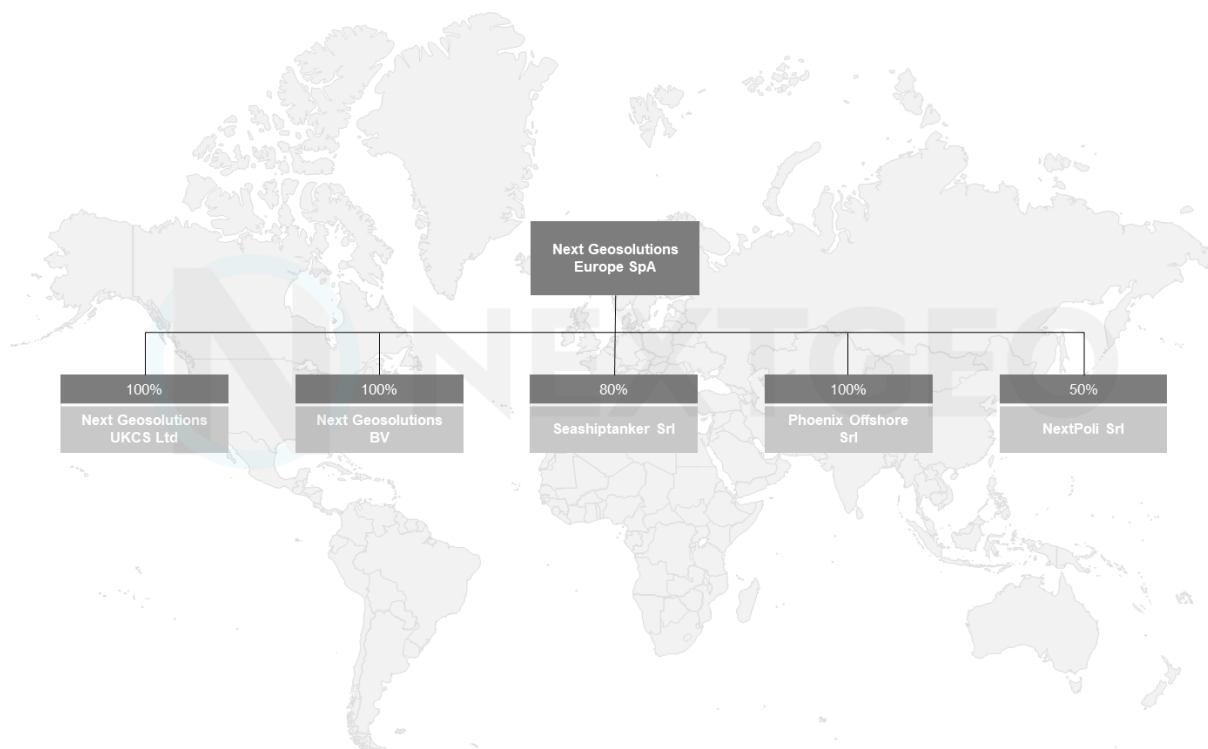 Next Geosolutions
Europe SpA
100%
100%
80%
100%
50%
Next Geosolutions
UKCS Ltd
Next Geosolutions
BV
Seashiptanker Srl
Phoenix Offshore
Srl
NextPoli Srl
NEXTGEO